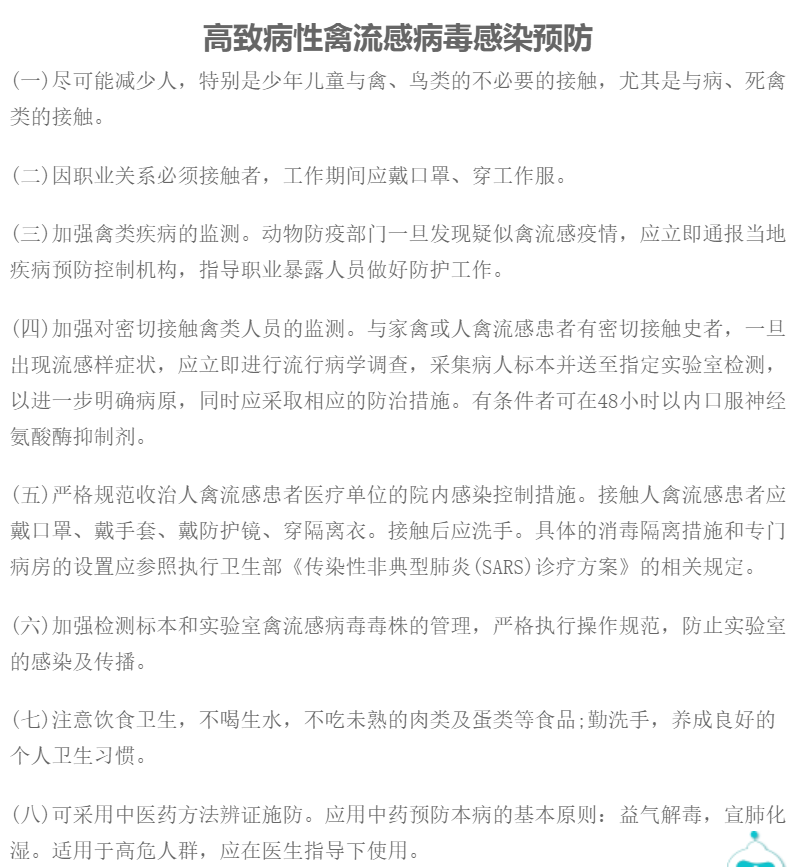 高致病性禽流感病毒感染预防
(一)尽可能减少人，特别是少年儿童与禽、鸟类的不必要的接触，尤其是与病、死禽
类的接触。
(二)因职业关系必须接触者，工作期间应戴口罩、穿工作服。
(三)加强禽类疾病的监测。动物防疫部门一旦发现疑似禽流感疫情，应立即通报当地
疾病预防控制机构，指导职业暴露人员做好防护工作。
(四)加强对密切接触禽类人员的监测。与家禽或人禽流感患者有密切接触史者，一旦
出现流感样症状，应立即进行流行病学调查，采集病人标本并送至指定实验室检测，
以进一步明确病原，同时应采取相应的防治措施。有条件者可在48小时以内口服神经
氨酸酶抑制剂。
(五)严格规范收治人禽流感患者医疗单位的院内感染控制措施。接触人禽流感患者应
戴口罩、戴手套、戴防护镜、穿隔离衣。接触后应洗手。具体的消毒隔离措施和专门
病房的设置应参照执行卫生部《传染性非典型肺炎(SARS)诊疗方案》的相关规定。
(六)加强检测标本和实验室禽流感病毒毒株的管理，严格执行操作规范，防止实验室
的感染及传播。
(七)注意饮食卫生，不喝生水，不吃未熟的肉类及蛋类等食品;勤洗手，养成良好的
个人卫生习惯。
(八)可采用中医药方法辨证施防。应用中药预防本病的基本原则：益气解毒，宣肺化
湿。适用于高危人群，应在医生指导下使用。